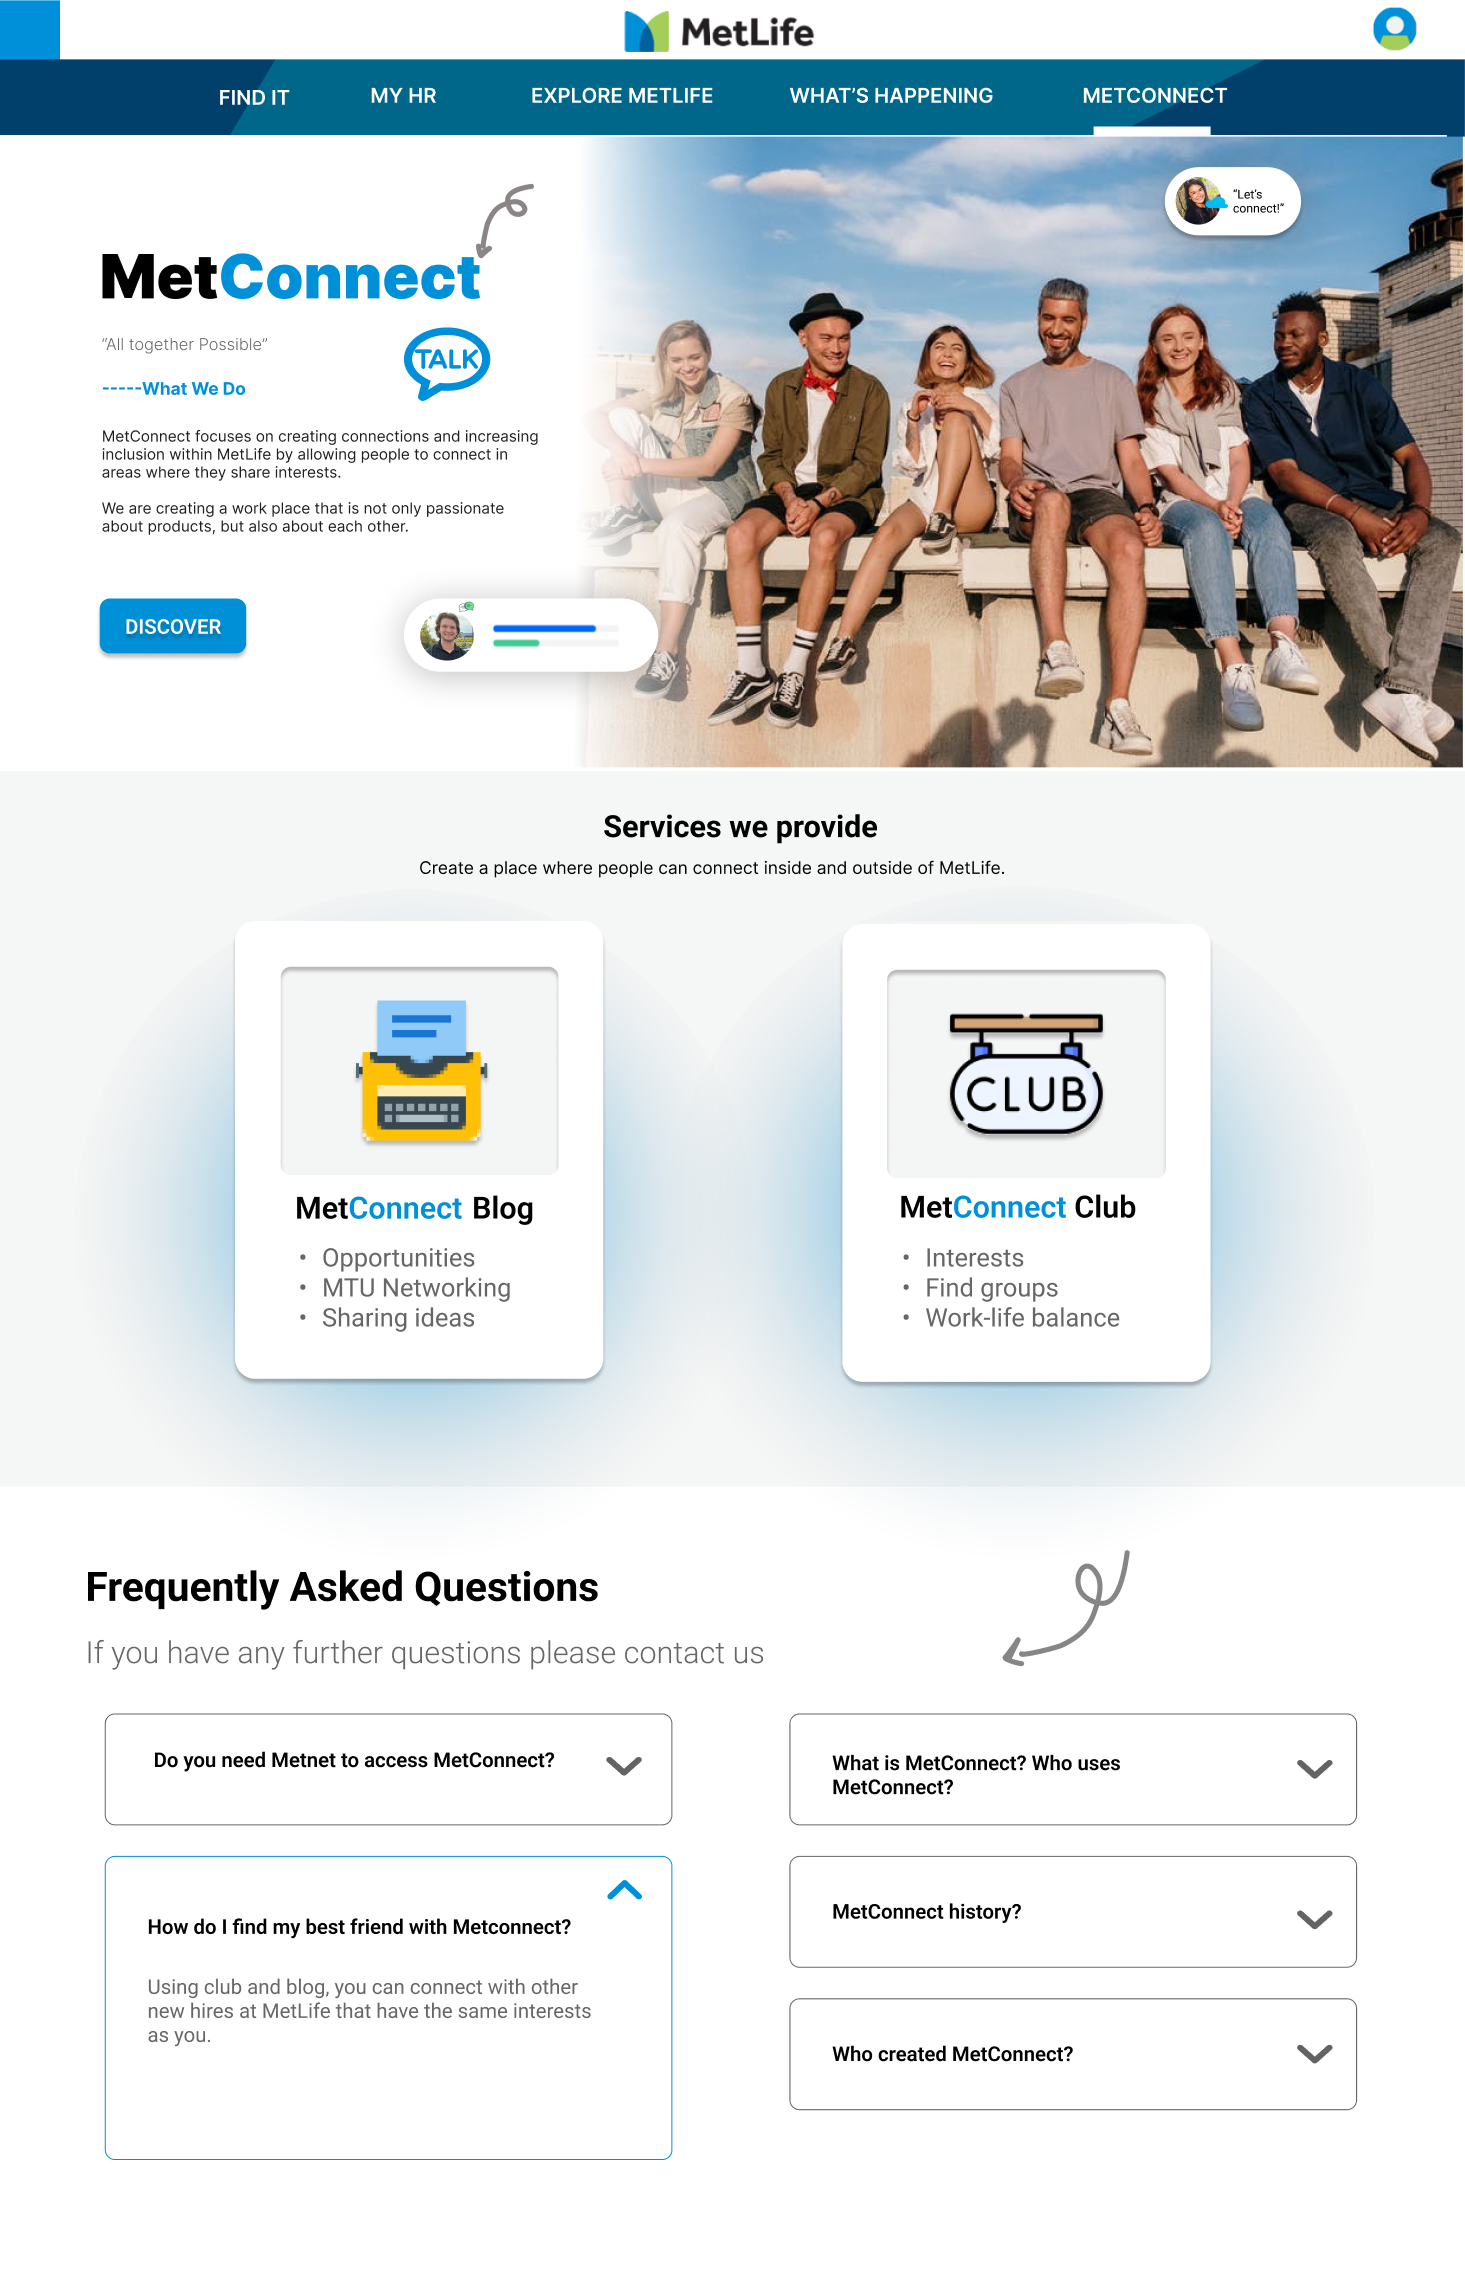 MetLife
FIND IT
MY HR
EXPLORE METLIFE
WHAT'S HAPPENING
METCONNECT
"Let's
connect!"
MetConnect
"All together Possible"
TALK
-----What We Do
MetConnect focuses on creating connections and increasing
inclusion within MetLife by allowing people to connect in
areas where they share interests.
We are creating a work place that is not only passionate
about products, but also about each other.
DISCOVER
Services we provide
Create a place where people can connect inside and outside of MetLife.
MetConnect Blog
• Opportunities
• MTU Networking
• Sharing ideas
CLUB
MetConnect Club
• Interests
• Find groups
• Work-life balance
Frequently Asked Questions
If you have any further questions please contact us
Do you need Metnet to access MetConnect?
How do I find my best friend with Metconnect?
Using club and blog, you can connect with other
new hires at MetLife that have the same interests
as you.
What is MetConnect? Who uses
MetConnect?
MetConnect history?
Who created MetConnect?